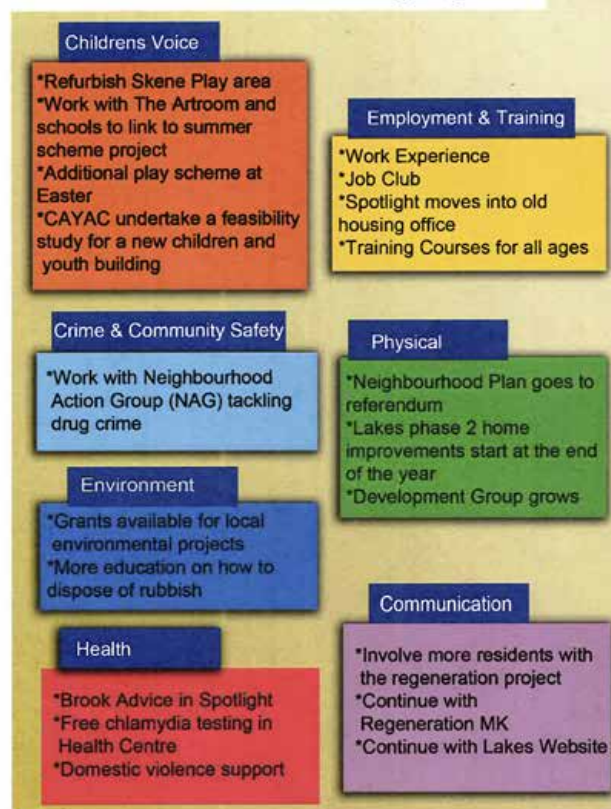 Childrens Voice
*Refurbish Skene Play area
*Work with The Artroom and
schools to link to summer
scheme project
*Additional play scheme at
Easter
*CAYAC undertake a feasibility
study for a new children and
youth building
Employment & Training
*Work Experience
*Job Club
*Spotlight moves into old
housing office
*Training Courses for all ages
Crime & Community Safety
*Work with Neighbourhood
Action Group (NAG) tackling
drug crime
Physical
*Neighbourhood Plan goes to
referendum
*Lakes phase 2 home
improvements start at the end
of the year
*Development Group grows
Environment
*Grants available for local
environmental projects
*More education on how to
dispose of rubbish
Communication
*Involve more residents with
the regeneration project
*Continue with
Regeneration MK
*Continue with Lakes Website
Health
*Brook Advice in Spotlight
*Free chlamydia testing in
Health Centre
*Domestic violence support